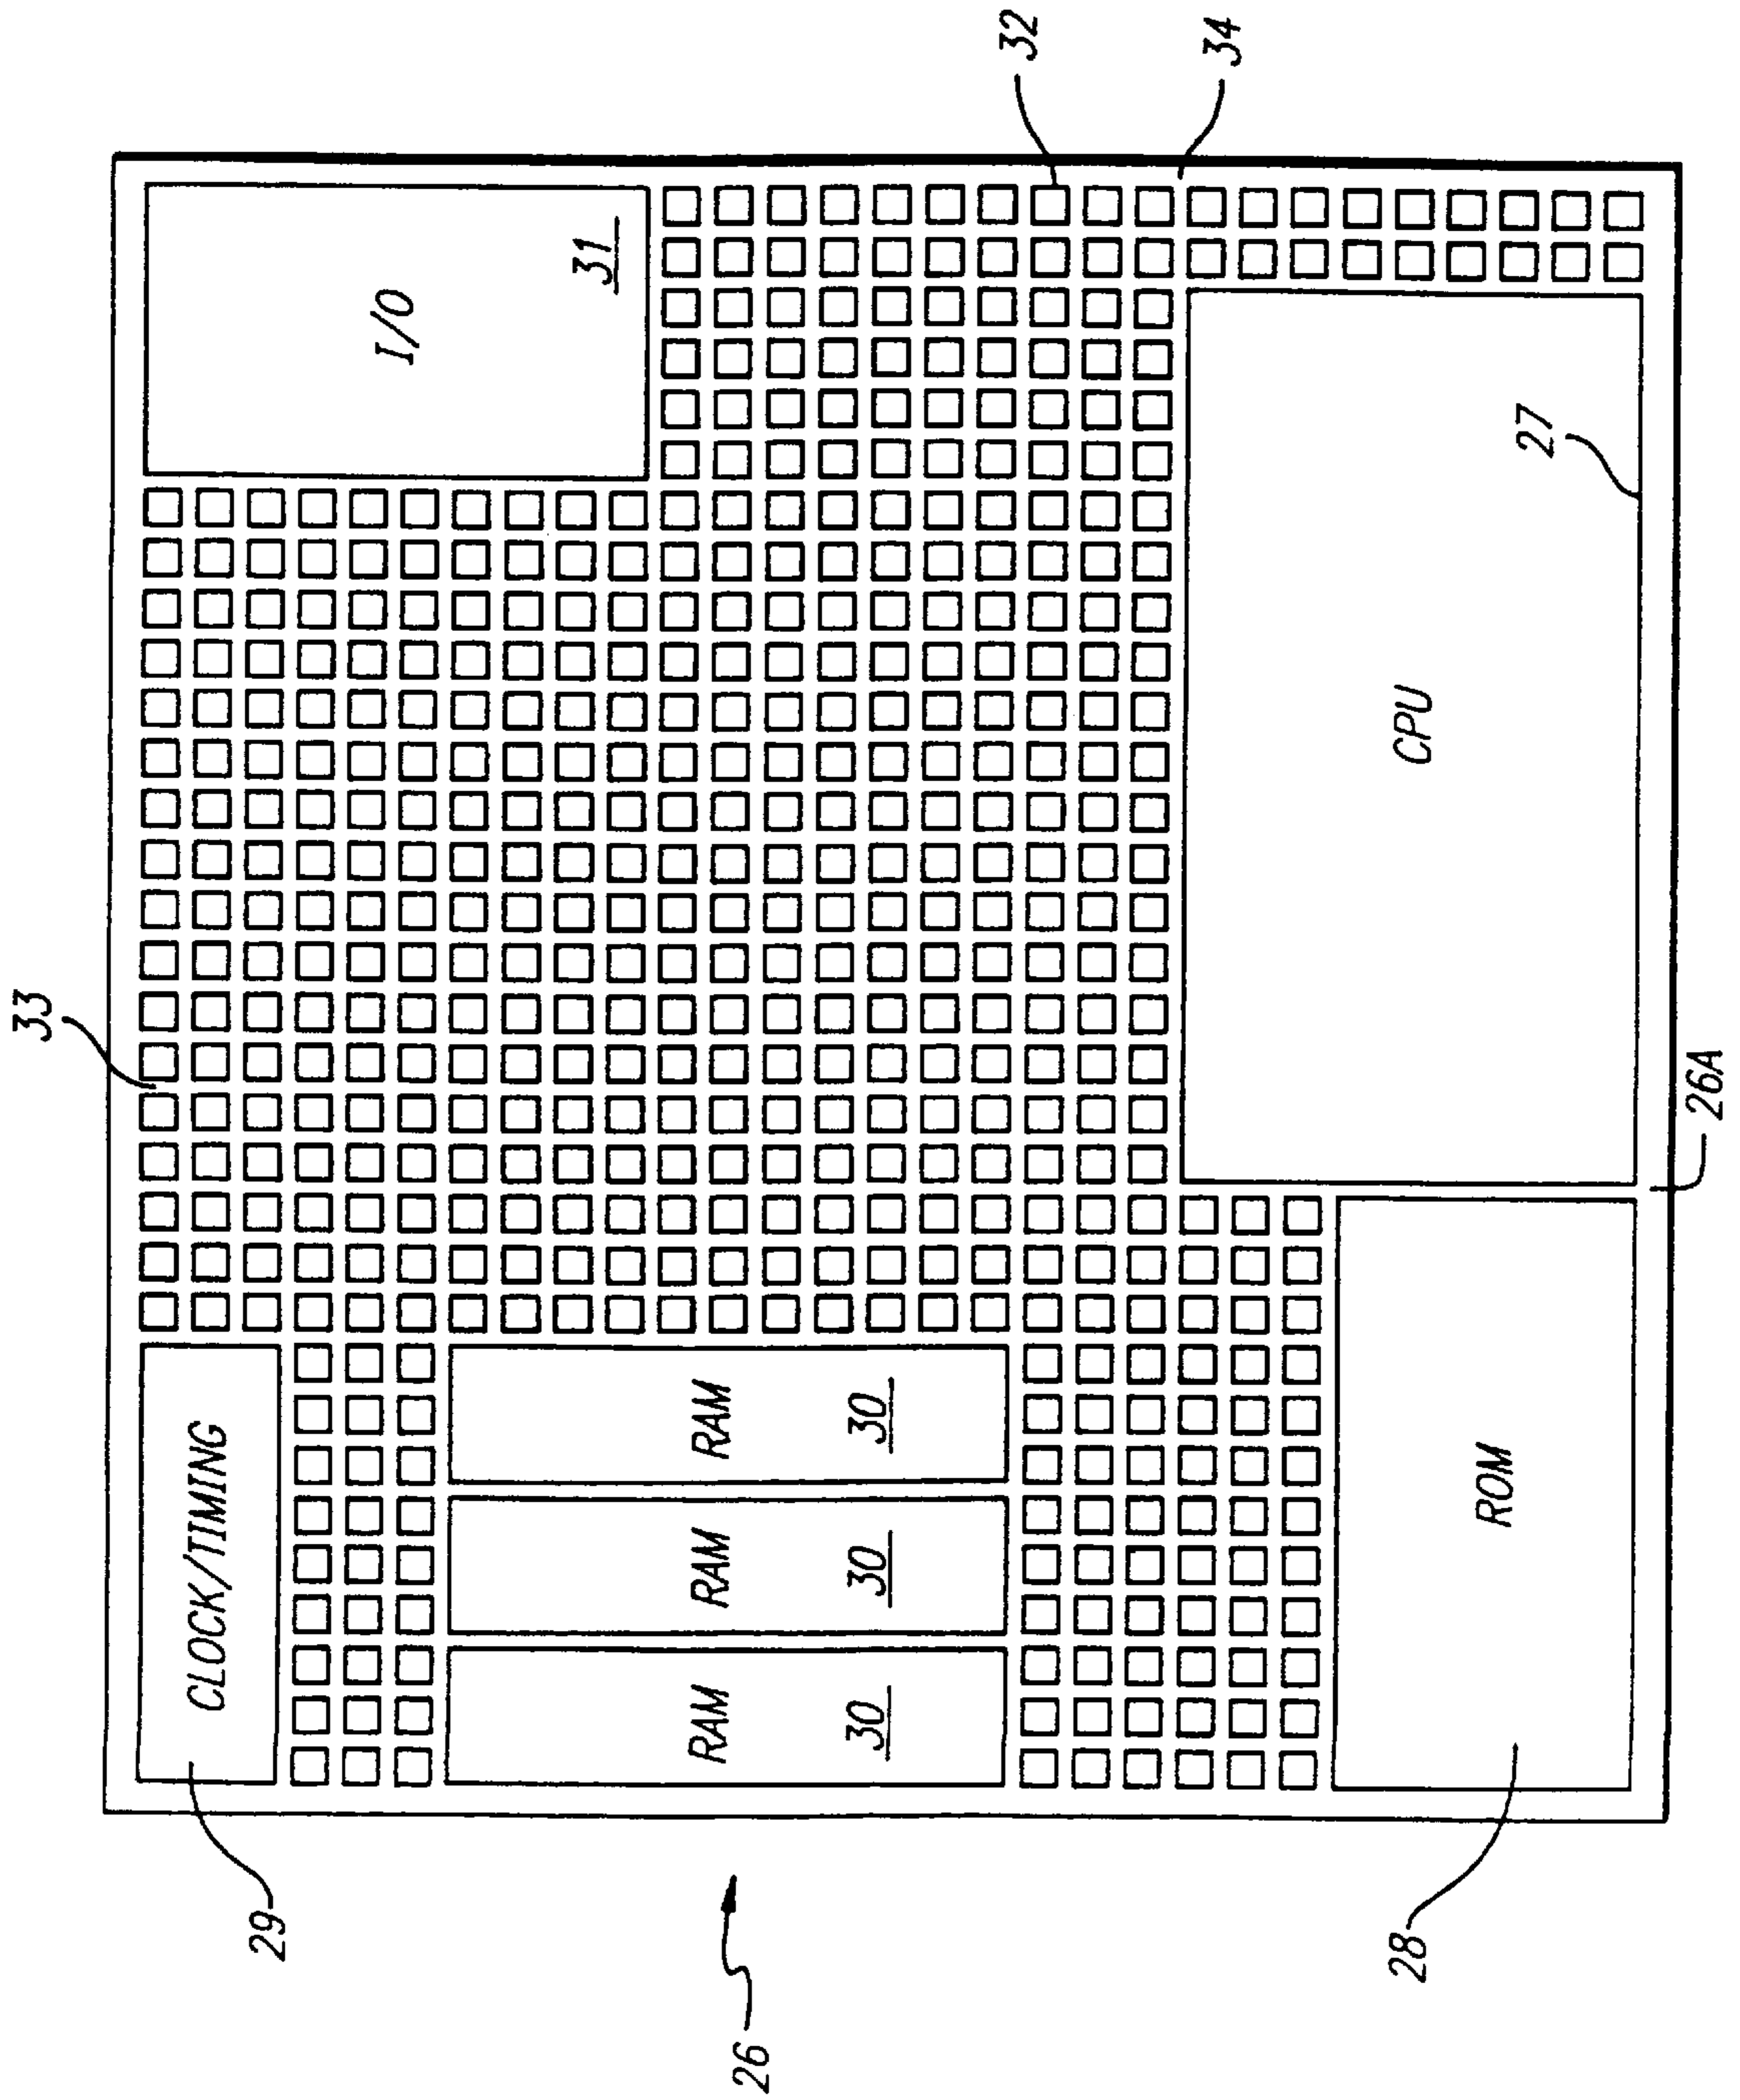 33
29
CLOCK/TIMING
I/O
31
26
RAM
30
RAM
30
RAM
30
32
34
28
ROM
CPU
27
26A